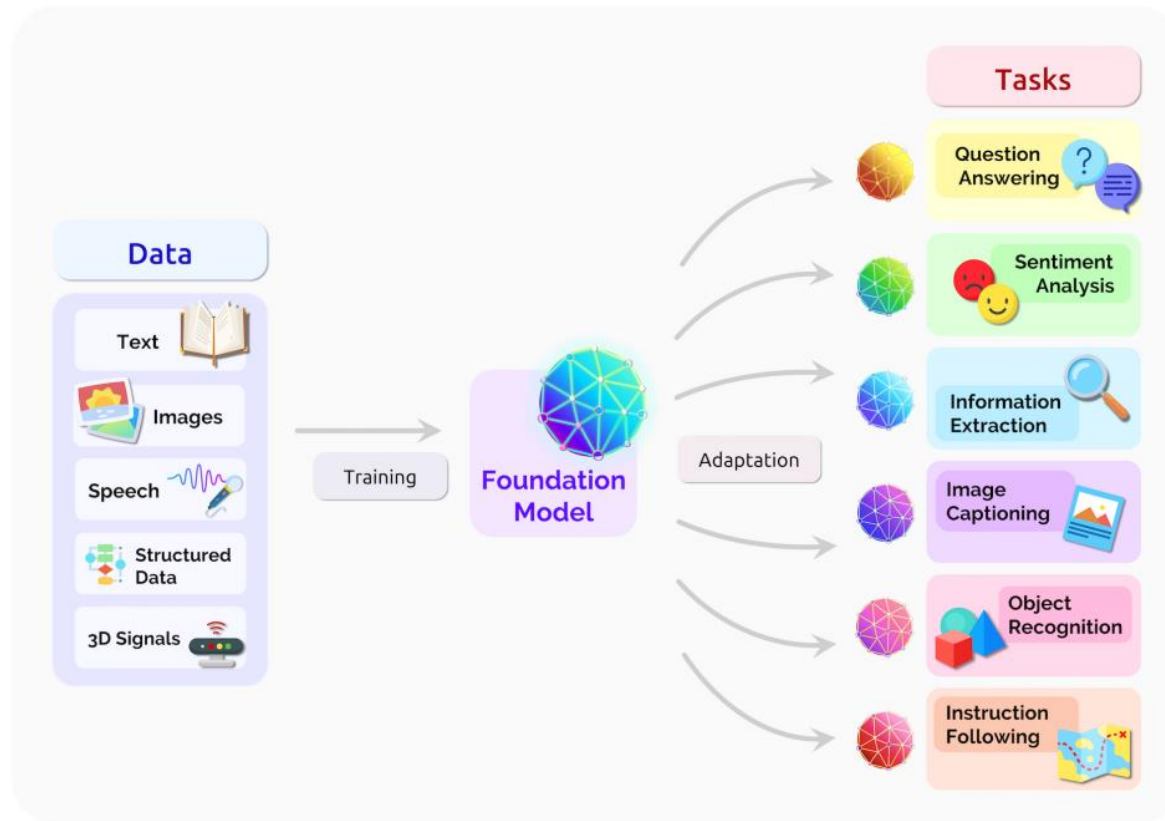 Data
Text
Images
Speech
Structured
Data
3D Signals
Training
Foundation
Model
Adaptation
Tasks
Question
Answering
?
Sentiment
Analysis
Information
Extraction
Image
Captioning
Object
Recognition
Instruction
Following